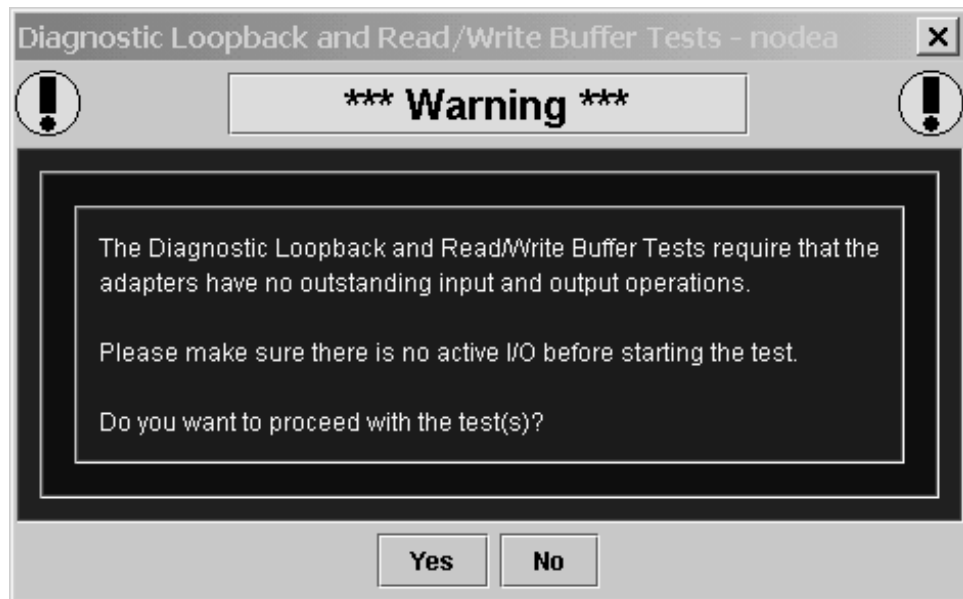 Diagnostic Loopback and Read/Write Buffer Tests - nodea
*** Warning ***
The Diagnostic Loopback and Read/Write Buffer Tests require that the
adapters have no outstanding input and output operations.
Please make sure there is no active I/O before starting the test.
Do you want to proceed with the test(s)?
Yes No